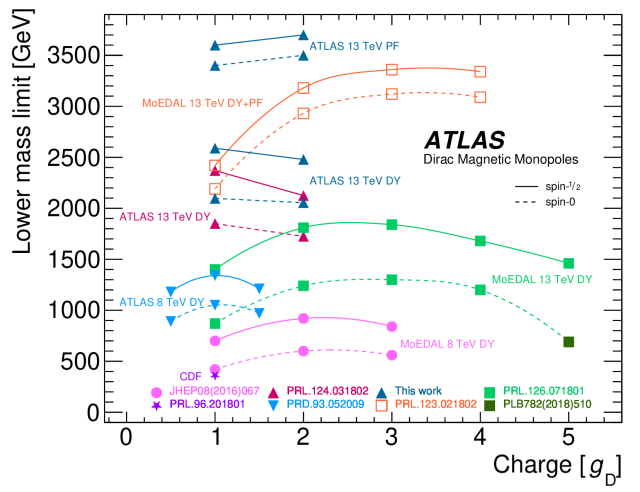 Lower mass limit [GeV]
3500
3000
2500
2000
1500
1000
500
0
ATLAS 13 TeV PF
MoEDAL 13 TeV DY+PF
ATLAS
Dirac Magnetic Monopoles
spin-1/2
spin-0
ATLAS 13 TeV DY
ATLAS 13 TeV DY
MoEDAL 13 TeV DY
ATLAS 8 TeV DY
MoEDAL 8 TeV DY
CDF
JHEP08(2016)067
PRL.124.031802
This work
PRL.126.071801
PRL.96.201801
PRD.93.052009
PRL.123.021802
PLB782(2018)510
0 1 2 3 4 5
Charge [gD]